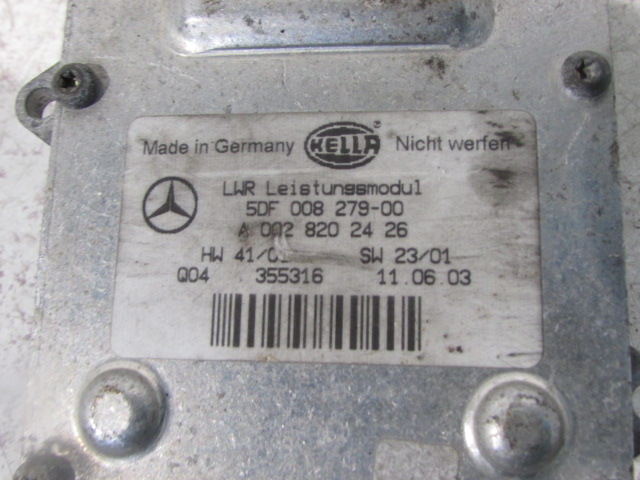 Made in Germany HELLA ® Nicht werfen
LWR Leistungsmodul
5DF 008 279-00
A 002 820 24 26
HW 41/ SW 23/01
Q04 355316 11.06.03